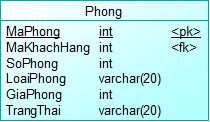 Phong
MaPhong int <pk>
MaKhachHang int <fk>
SoPhong int
LoaiPhong varchar(20)
GiaPhong int
TrangThai varchar(20)